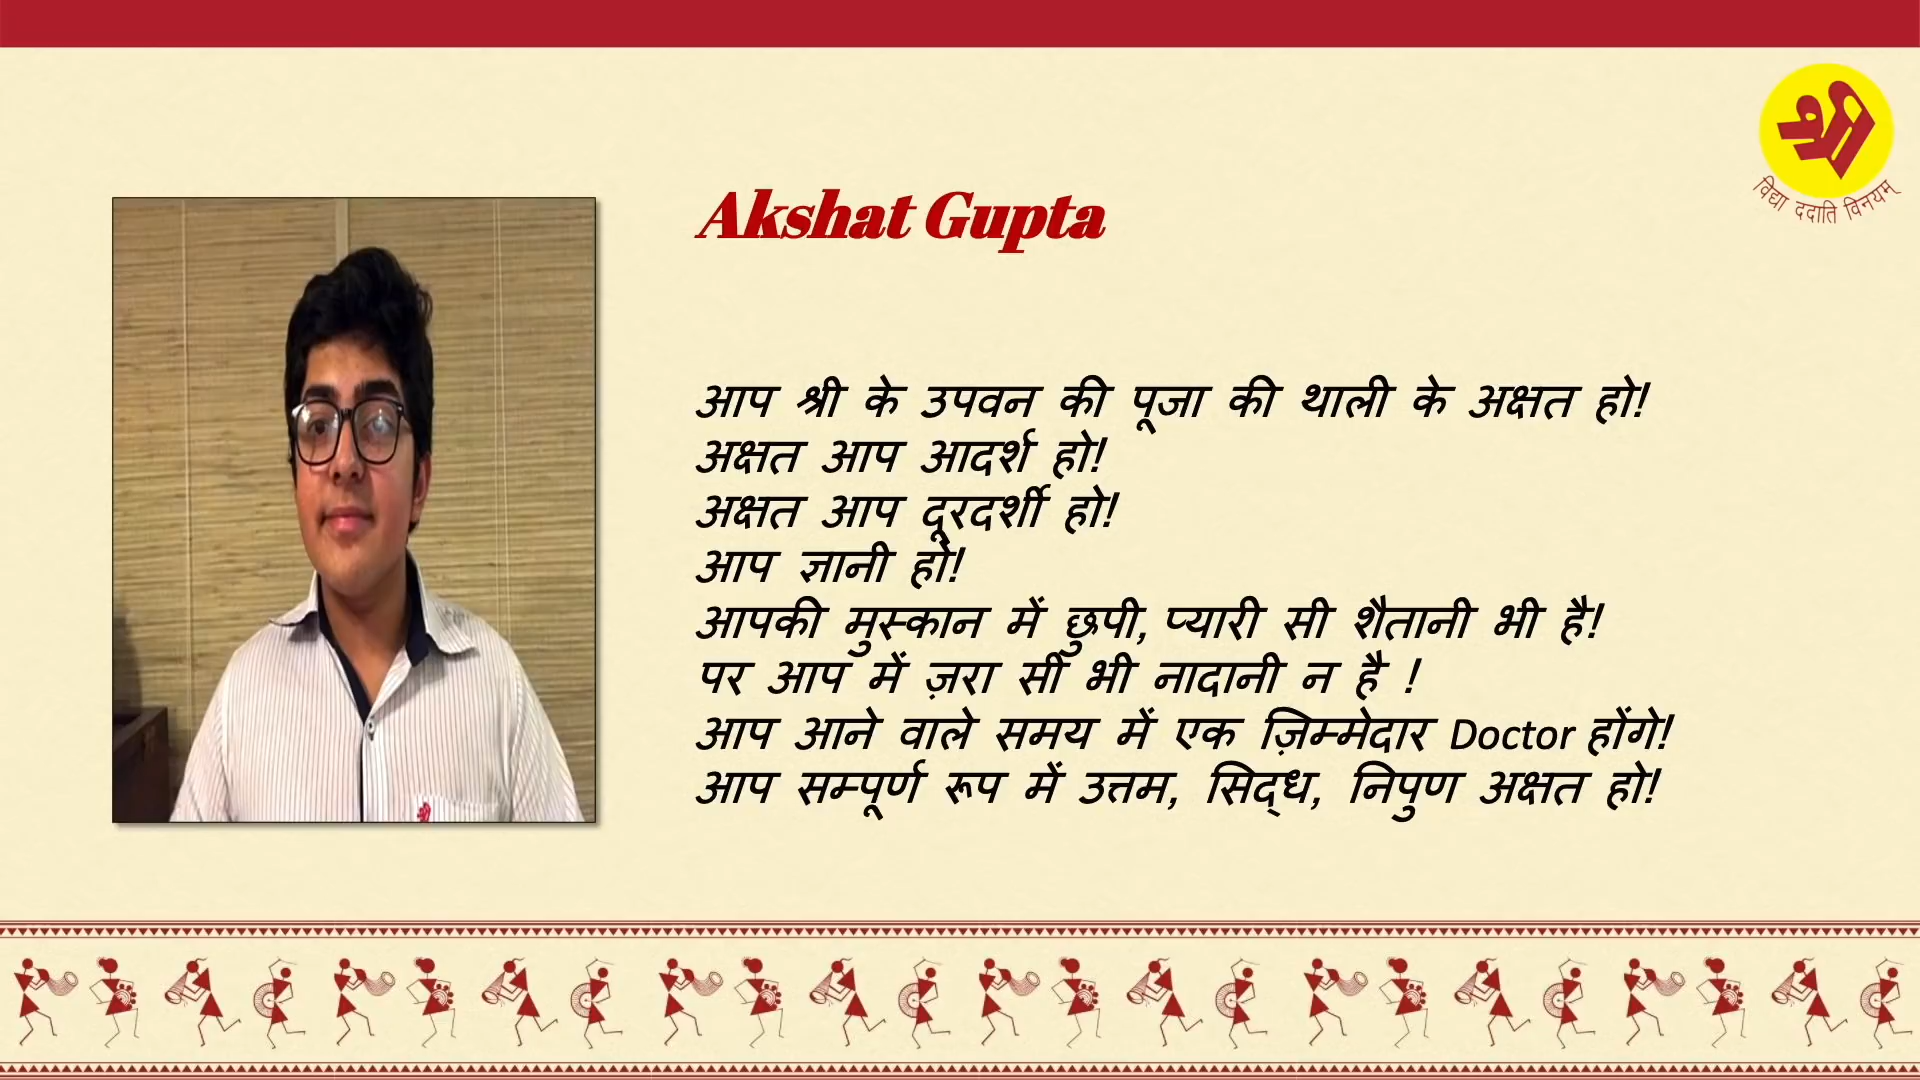 श्री
विद्या ददाति विनयम्
Akshat Gupta
आप श्री के उपवन की पूजा की थाली के अक्षत हो!
अक्षत आप आदर्श हो!
अक्षत आप दूरदर्शी हो!
आप ज्ञानी हो!
आपकी मुस्कान में छुपी, प्यारी सी शैतानी भी है!
पर आप में ज़रा सी भी नादानी न है !
आप आने वाले समय में एक ज़िम्मेदार Doctor होंगे!
आप सम्पूर्ण रूप में उत्तम, सिद्ध, निपुण अक्षत हो!